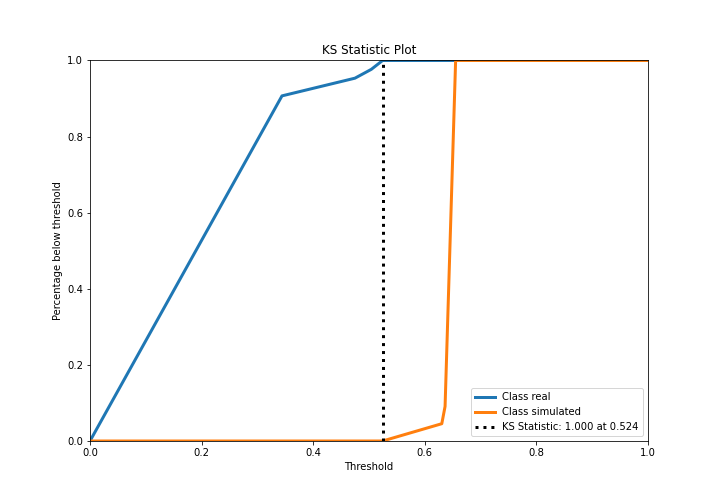 KS Statistic Plot
Percentage below threshold
1.0
0.8
0.6
0.4
0.2
0.0
0.0 0.2 0.4 0.6 0.8 1.0
Threshold
Class real
Class simulated
KS Statistic: 1.000 at 0.524